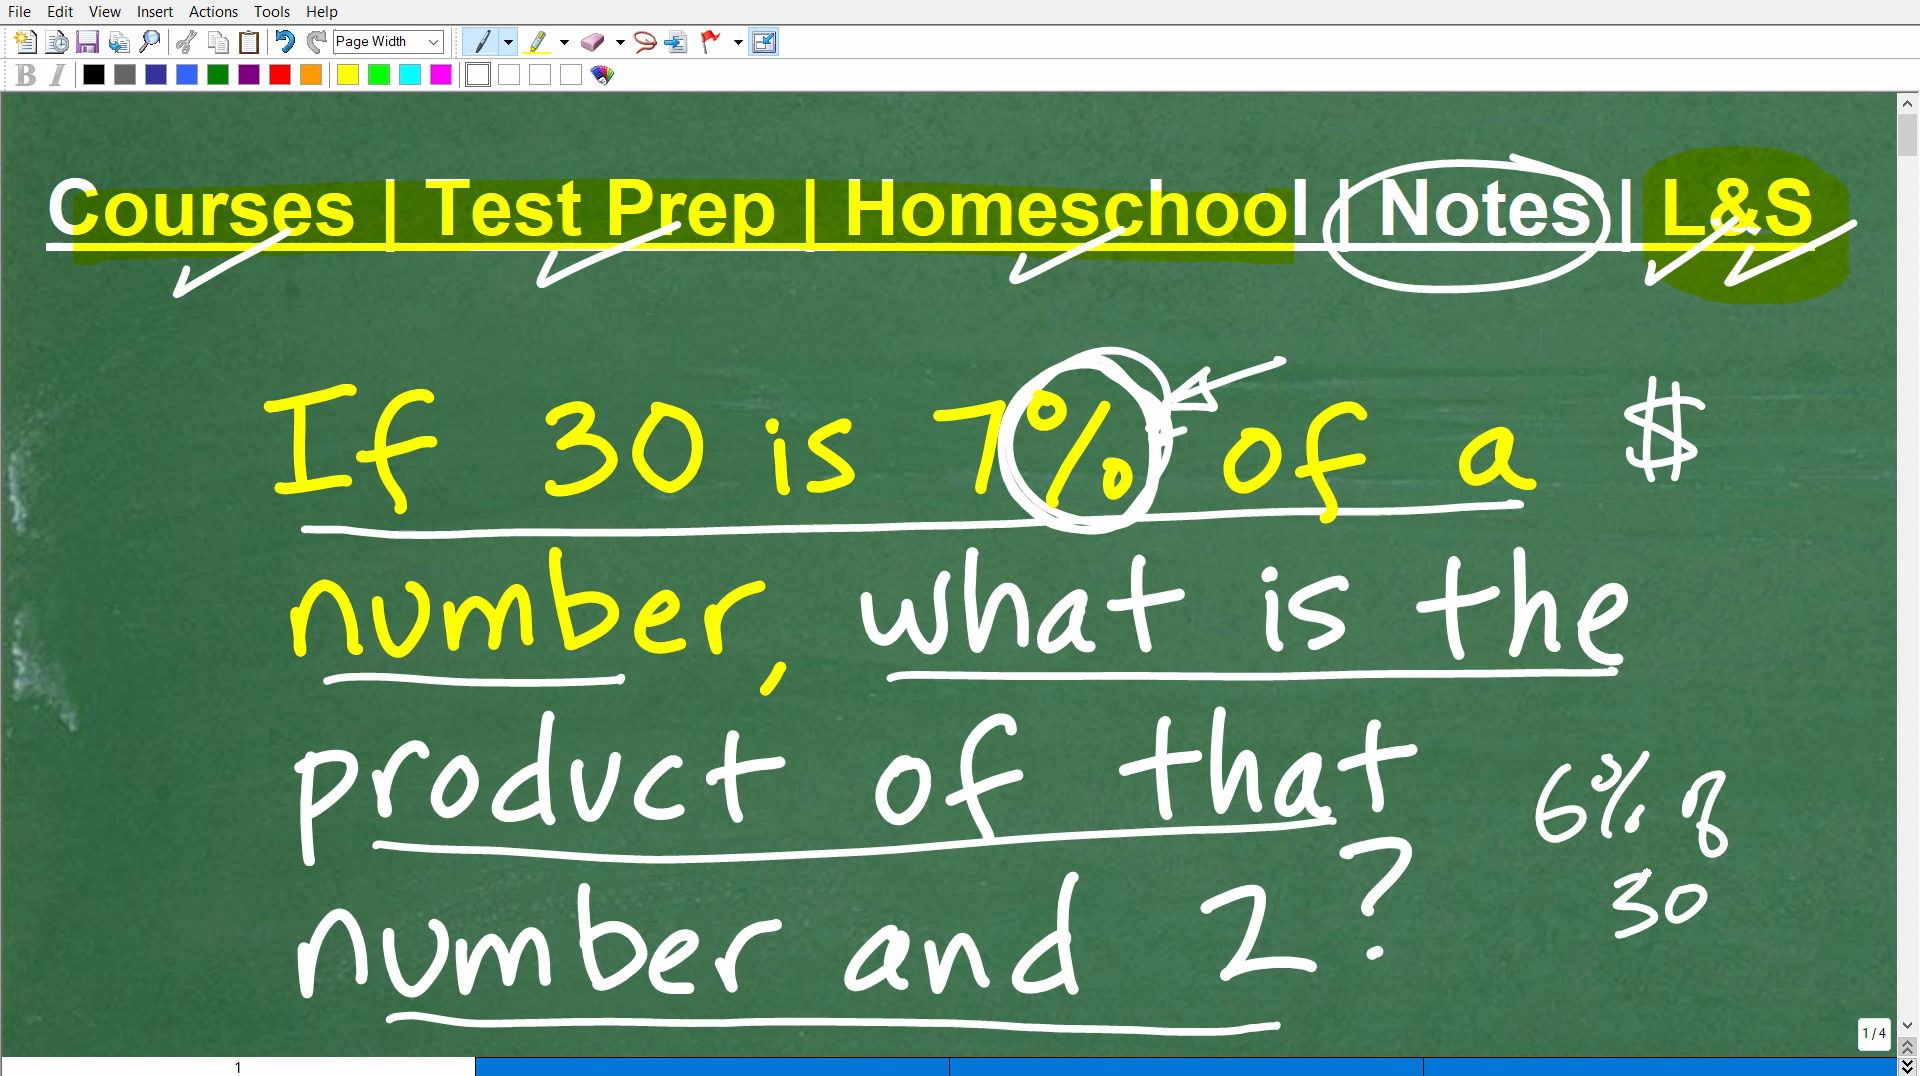 File Edit View Insert Actions Tools Help
Page Width
B I
Courses | Test Prep | Homeschool | Notes | L&S
If 30 is 7% of a $
number, what is the
product of that
6% of
30
number and 2?
1 / 4
1